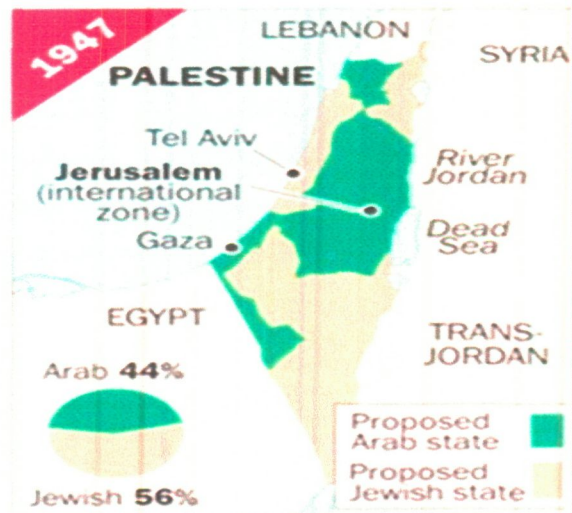 1947
LEBANON
SYRIA
PALESTINE
Tel Aviv
Jerusalem
(international
zone)
Gaza
River
Jordan
Dead
Sea
EGYPT
TRANS-
JORDAN
Arab 44%
Jewish 56%
Proposed
Arab state
Proposed
Jewish state